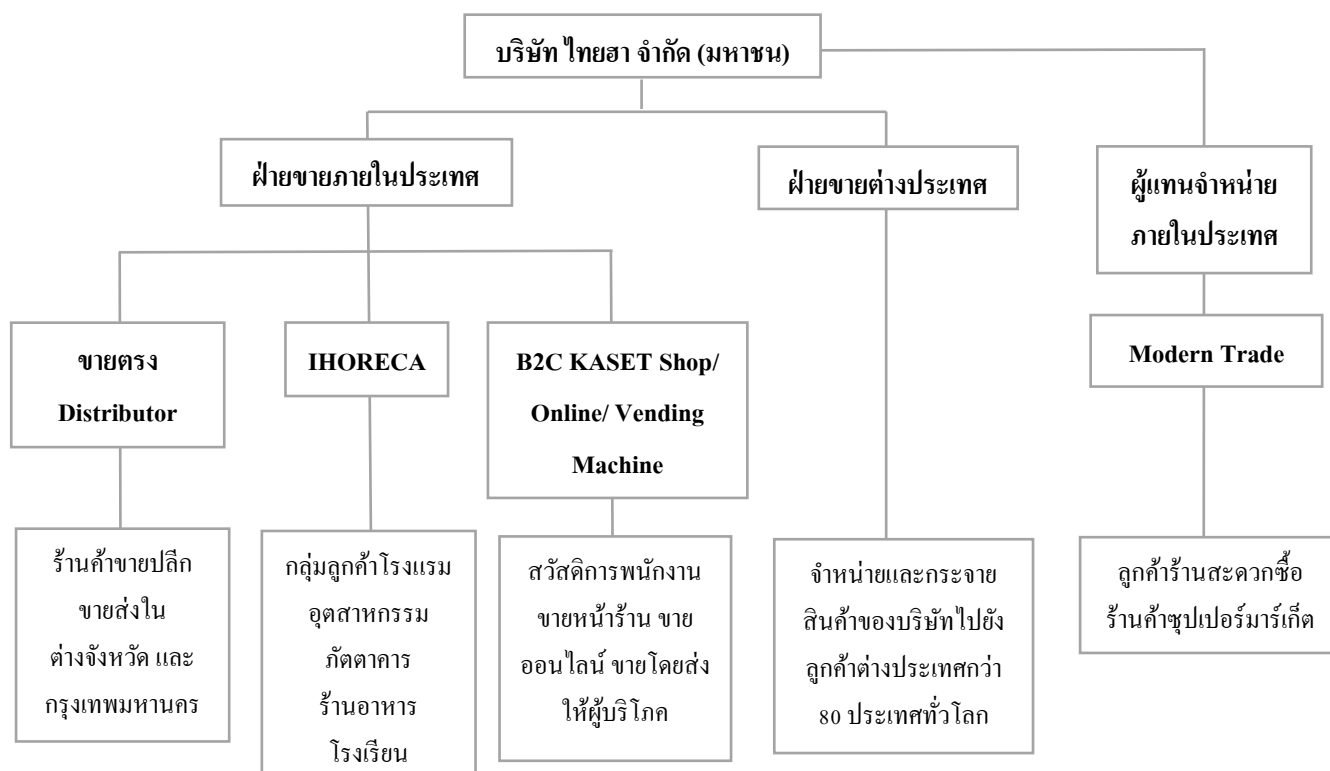 บริษัท ไทยฮา จำกัด (มหาชน)
ฝ่ายขายภายในประเทศ
ฝ่ายขายต่างประเทศ
ผู้แทนจำหน่าย
ภายในประเทศ
ขายตรง
Distributor
IHORECA
B2C KASET Shop/
Online/ Vending
Machine
Modern Trade
ร้านค้าขายปลีก
ขายส่งใน
ต่างจังหวัด และ
กรุงเทพมหานคร
กลุ่มลูกค้าโรงแรม
อุตสาหกรรม
ภัตตาคาร
ร้านอาหาร
โรงเรียน
สวัสดิการพนักงาน
ขายหน้าร้าน ขาย
ออนไลน์ ขายโดยส่ง
ให้ผู้บริโภค
จำหน่ายและกระจาย
สินค้าของบริษัทไปยัง
ลูกค้าต่างประเทศกว่า
80 ประเทศทั่วโลก
ลูกค้าร้านสะดวกซื้อ
ร้านค้าซุปเปอร์มาร์เก็ต